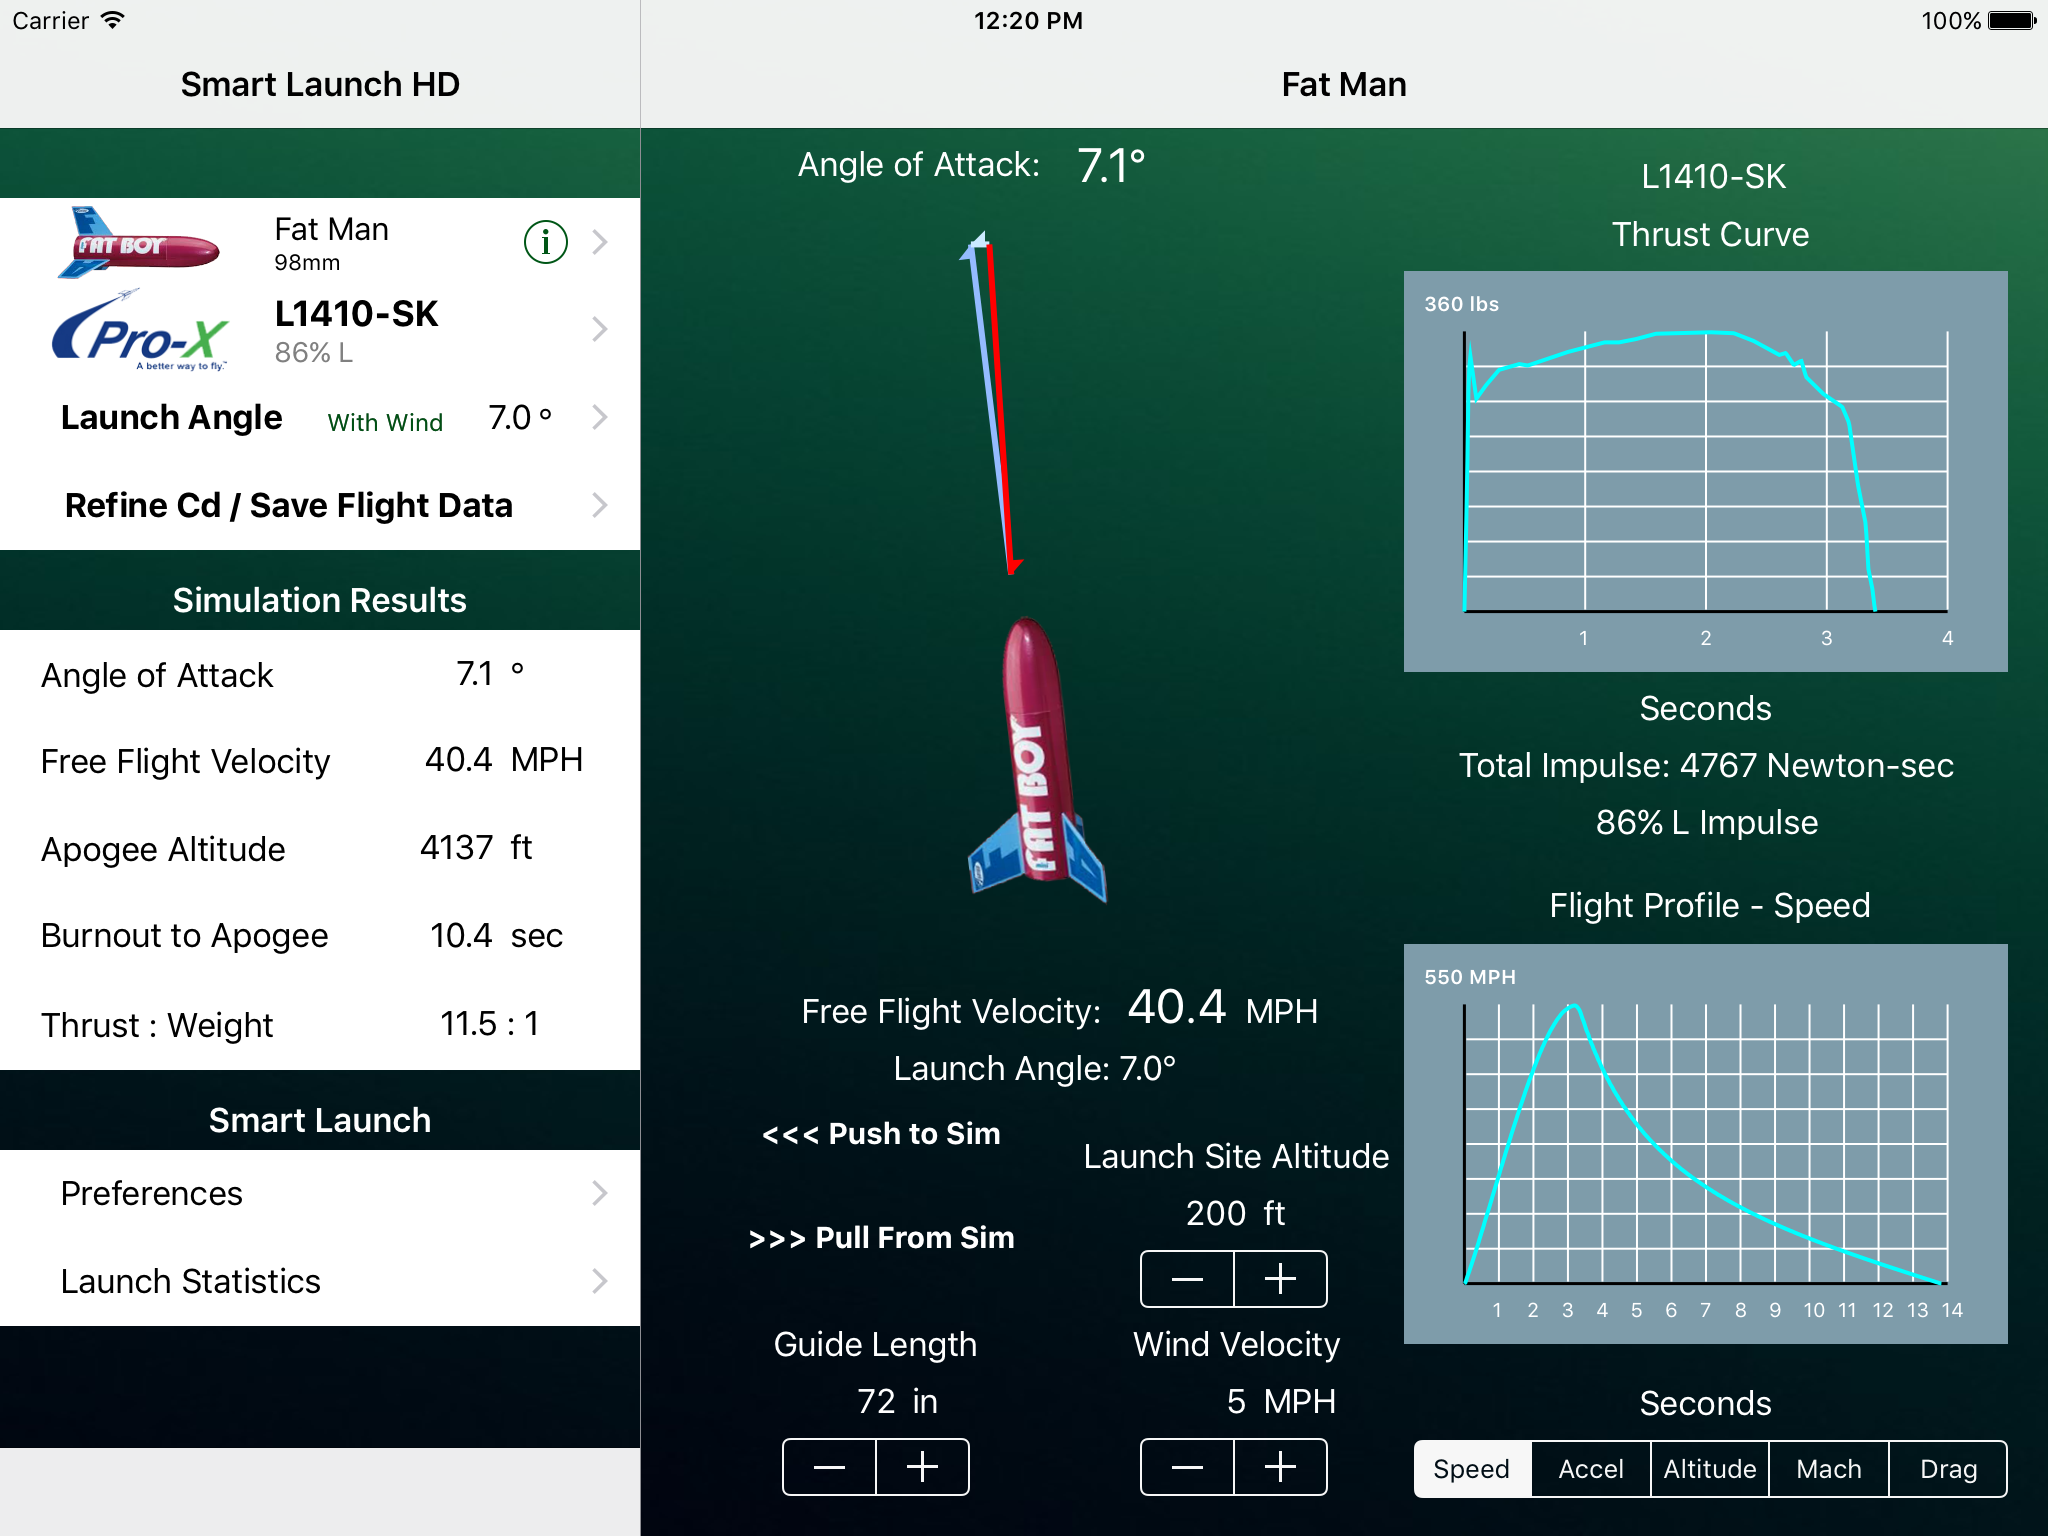 Carrier
12:20 PM
100%
Smart Launch HD
Fat Man
FAT BOY
Fat Man
98mm
i
Pro-X
A better way to fly.™
L1410-SK
86% L
Launch Angle With Wind 7.0 °
Refine Cd / Save Flight Data
Simulation Results
Angle of Attack 7.1 °
Free Flight Velocity 40.4 MPH
Apogee Altitude 4137 ft
Burnout to Apogee 10.4 sec
Thrust : Weight 11.5 : 1
Smart Launch
Preferences
Launch Statistics
Angle of Attack: 7.1°
FAT BOY
Free Flight Velocity: 40.4 MPH
Launch Angle: 7.0°
<<< Push to Sim
>>> Pull From Sim
Launch Site Altitude
200 ft
− +
Guide Length
72 in
− +
Wind Velocity
5 MPH
− +
L1410-SK
Thrust Curve
360 lbs
1 2 3 4
Seconds
Total Impulse: 4767 Newton-sec
86% L Impulse
Flight Profile - Speed
550 MPH
1 2 3 4 5 6 7 8 9 10 11 12 13 14
Seconds
Speed Accel Altitude Mach Drag